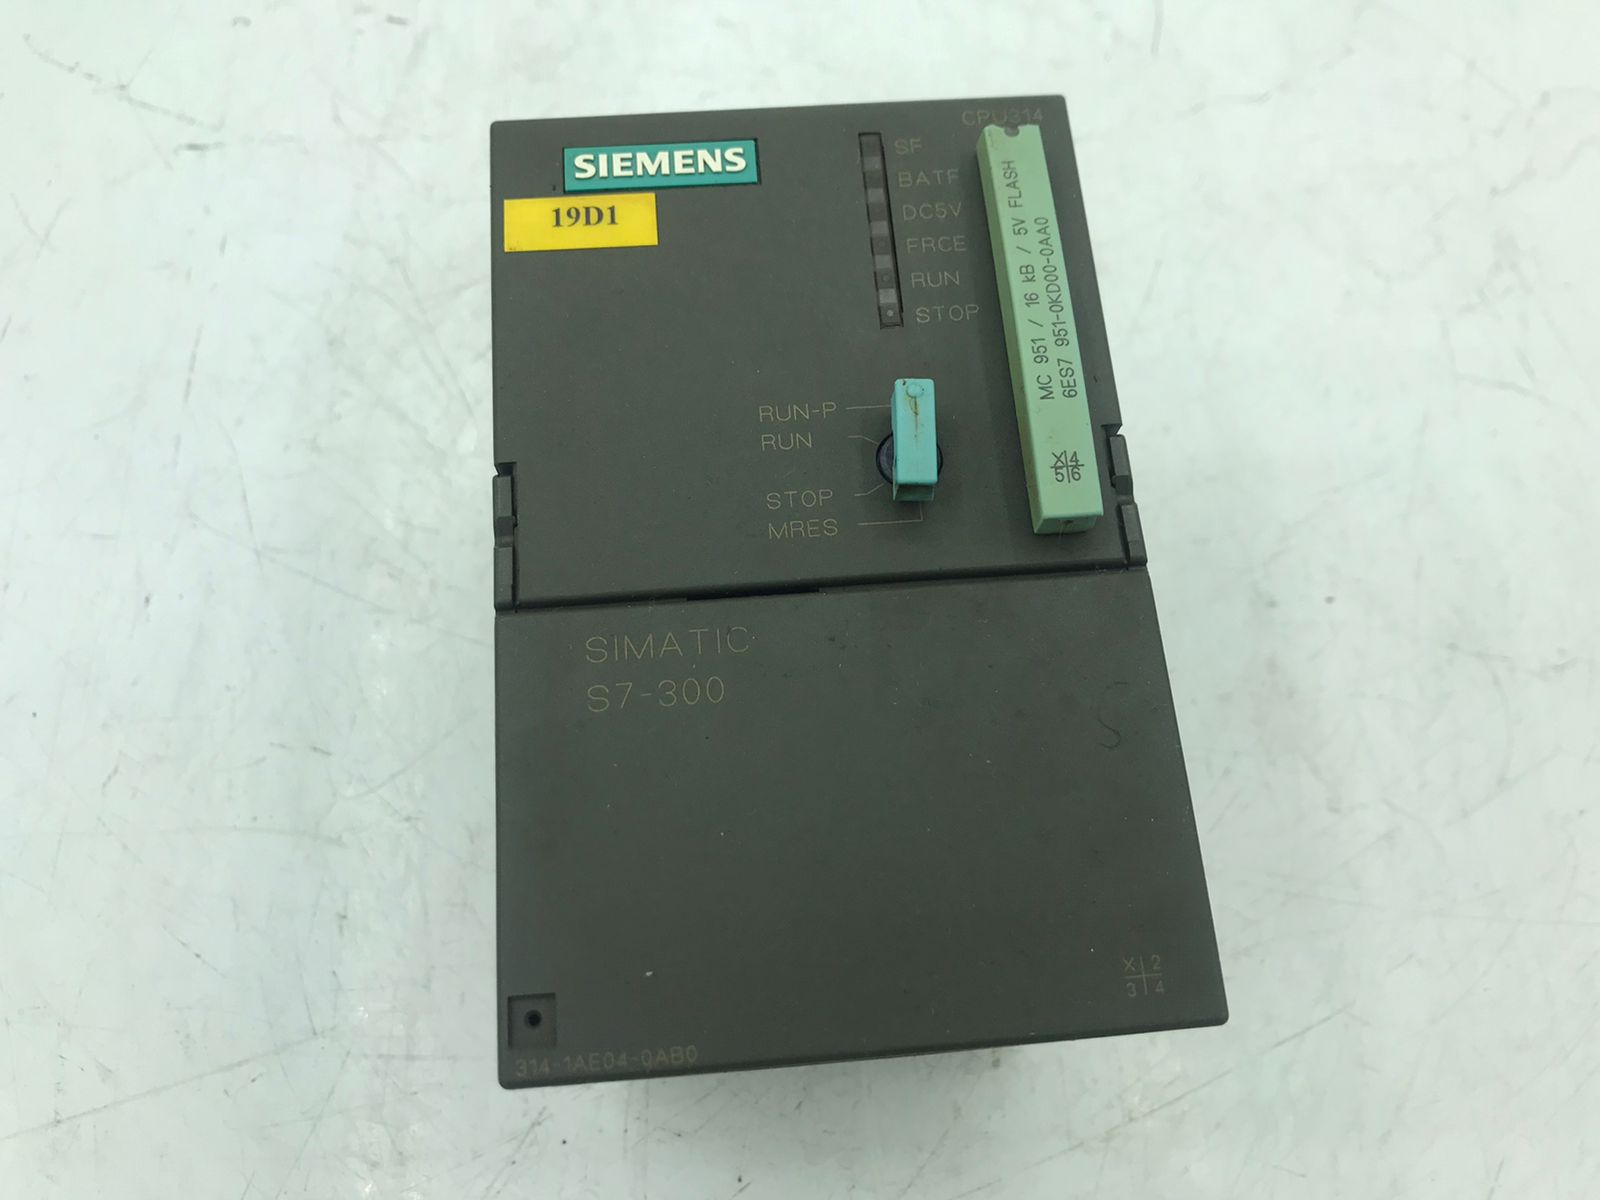 CPU314
SIEMENS
19D1
SF
BATF
DC5V
FRCE
RUN
STOP
MC 951 / 16 kB / 5V FLASH
6ES7 951-0KD00-0AA0
X 4
5 6
RUN-P
RUN
STOP
MRES
SIMATIC
S7-300
X 2
3 4
314-1AE04-0AB0